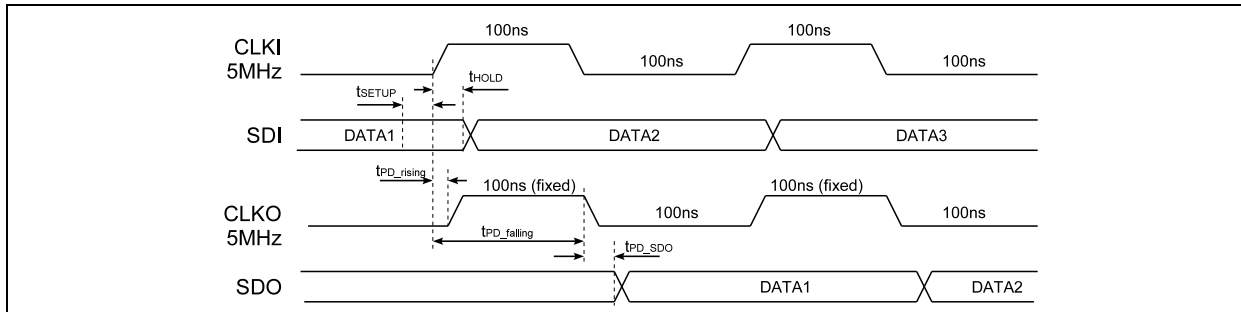 100ns 100ns
CLKI
5MHz
100ns 100ns
tHOLD
tSETUP
SDI DATA1 DATA2 DATA3
tPD_rising
100ns (fixed) 100ns (fixed)
CLKO
5MHz
100ns 100ns
tPD_falling
tPD_SDO
SDO DATA1 DATA2